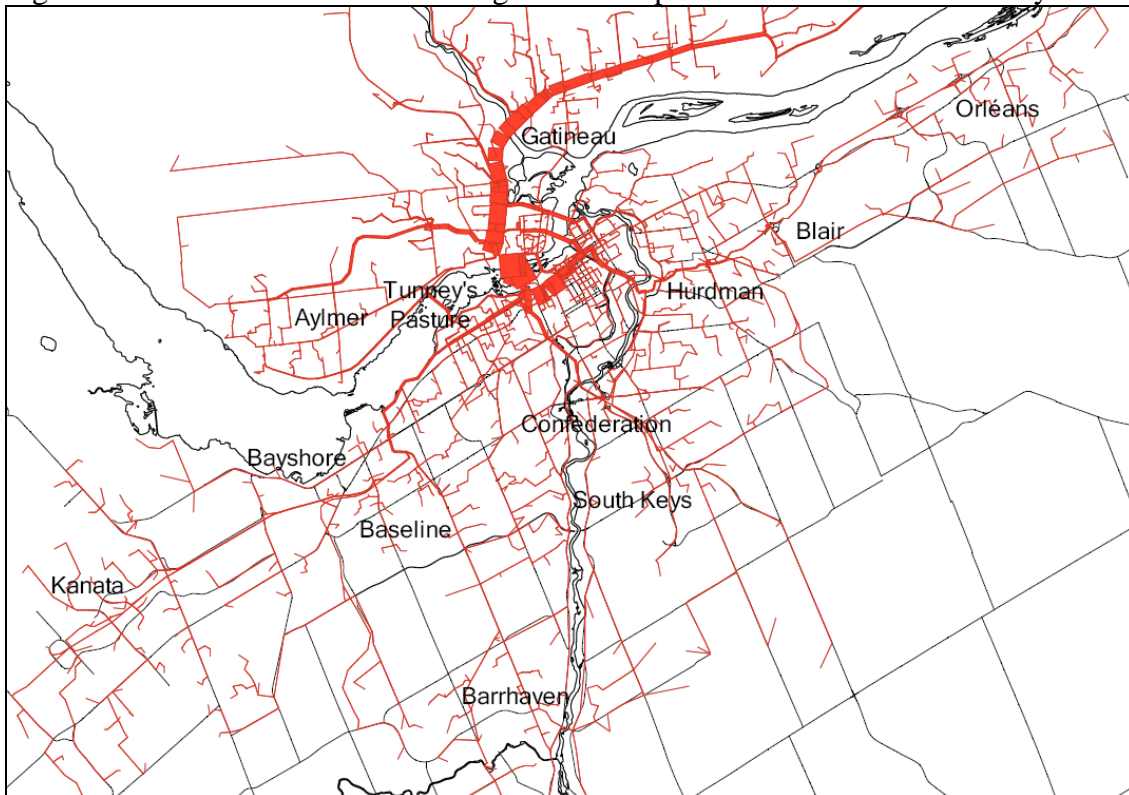 Orléans
Gatineau
Blair
Tunney's
Pasture
Hurdman
Aylmer
Confederation
Bayshore
South Keys
Baseline
Kanata
Barrhaven